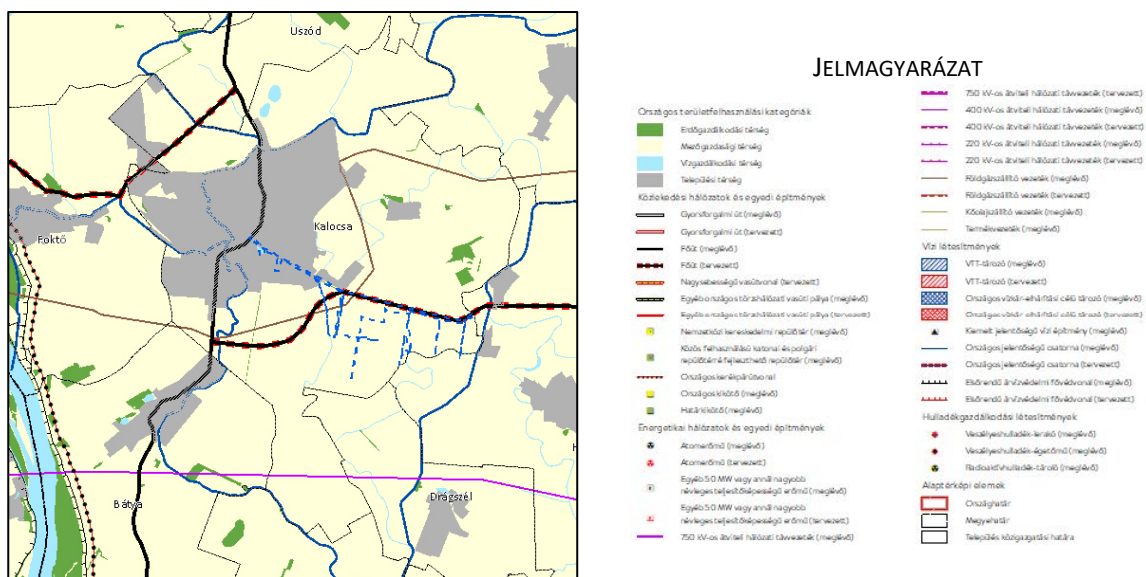 Uszód
Kalocsa
Foktő
Bátya
Drágszél
JELMAGYARÁZAT
Országos területfelhasználási kategóriák
Erdőgazdálkodási térség
Mezőgazdasági térség
Vízgazdálkodási térség
Települési térség
Közlekedési hálózatok és egyedi építmények
Gyorsforgalmi út (meglévő)
Gyorsforgalmi út (tervezett)
Főút (meglévő)
Főút (tervezett)
Nagysebességű vasútvonal (tervezett)
Egyéb országos törzshálózati vasúti pálya (meglévő)
Egyéb országos törzshálózati vasúti pálya (tervezett)
Nemzetközi kereskedelmi repülőtér (meglévő)
Közös felhasználású katonai és polgári
repülőtérré fejleszthető repülőtér (meglévő)
Országos kerékpárútvonal
Országos kikötő (meglévő)
Határkikötő (meglévő)
Energetikai hálózatok és egyedi építmények
Atomerőmű (meglévő)
Atomerőmű (tervezett)
Egyéb 50 MW vagy annál nagyobb
névleges teljesítőképességű erőmű (meglévő)
Egyéb 50 MW vagy annál nagyobb
névleges teljesítőképességű erőmű (tervezett)
750 kV-os átviteli hálózati távvezeték (meglévő)
750 kV-os átviteli hálózati távvezeték (tervezett)
400 kV-os átviteli hálózati távvezeték (meglévő)
400 kV-os átviteli hálózati távvezeték (tervezett)
220 kV-os átviteli hálózati távvezeték (meglévő)
220 kV-os átviteli hálózati távvezeték (tervezett)
Földgázszállító vezeték (meglévő)
Földgázszállító vezeték (tervezett)
Kőolajszállító vezeték (meglévő)
Termékvezeték (meglévő)
Vízi létesítmények
VTT-tározó (meglévő)
VTT-tározó (tervezett)
Országos vízkár-elhárítási célú tározó (meglévő)
Országos vízkár-elhárítási célú tározó (tervezett)
Kiemelt jelentőségű vízi építmény (meglévő)
Országos jelentőségű csatorna (meglévő)
Országos jelentőségű csatorna (tervezett)
Elsőrendű árvízvédelmi fővédvonal (meglévő)
Elsőrendű árvízvédelmi fővédvonal (tervezett)
Hulladékgazdálkodási létesítmények
Veszélyeshulladék-lerakó (meglévő)
Veszélyeshulladék-égetőmű (meglévő)
Radioaktívhulladék-tároló (meglévő)
Alaptérképi elemek
Országhatár
Megyehatár
Település közigazgatási határa